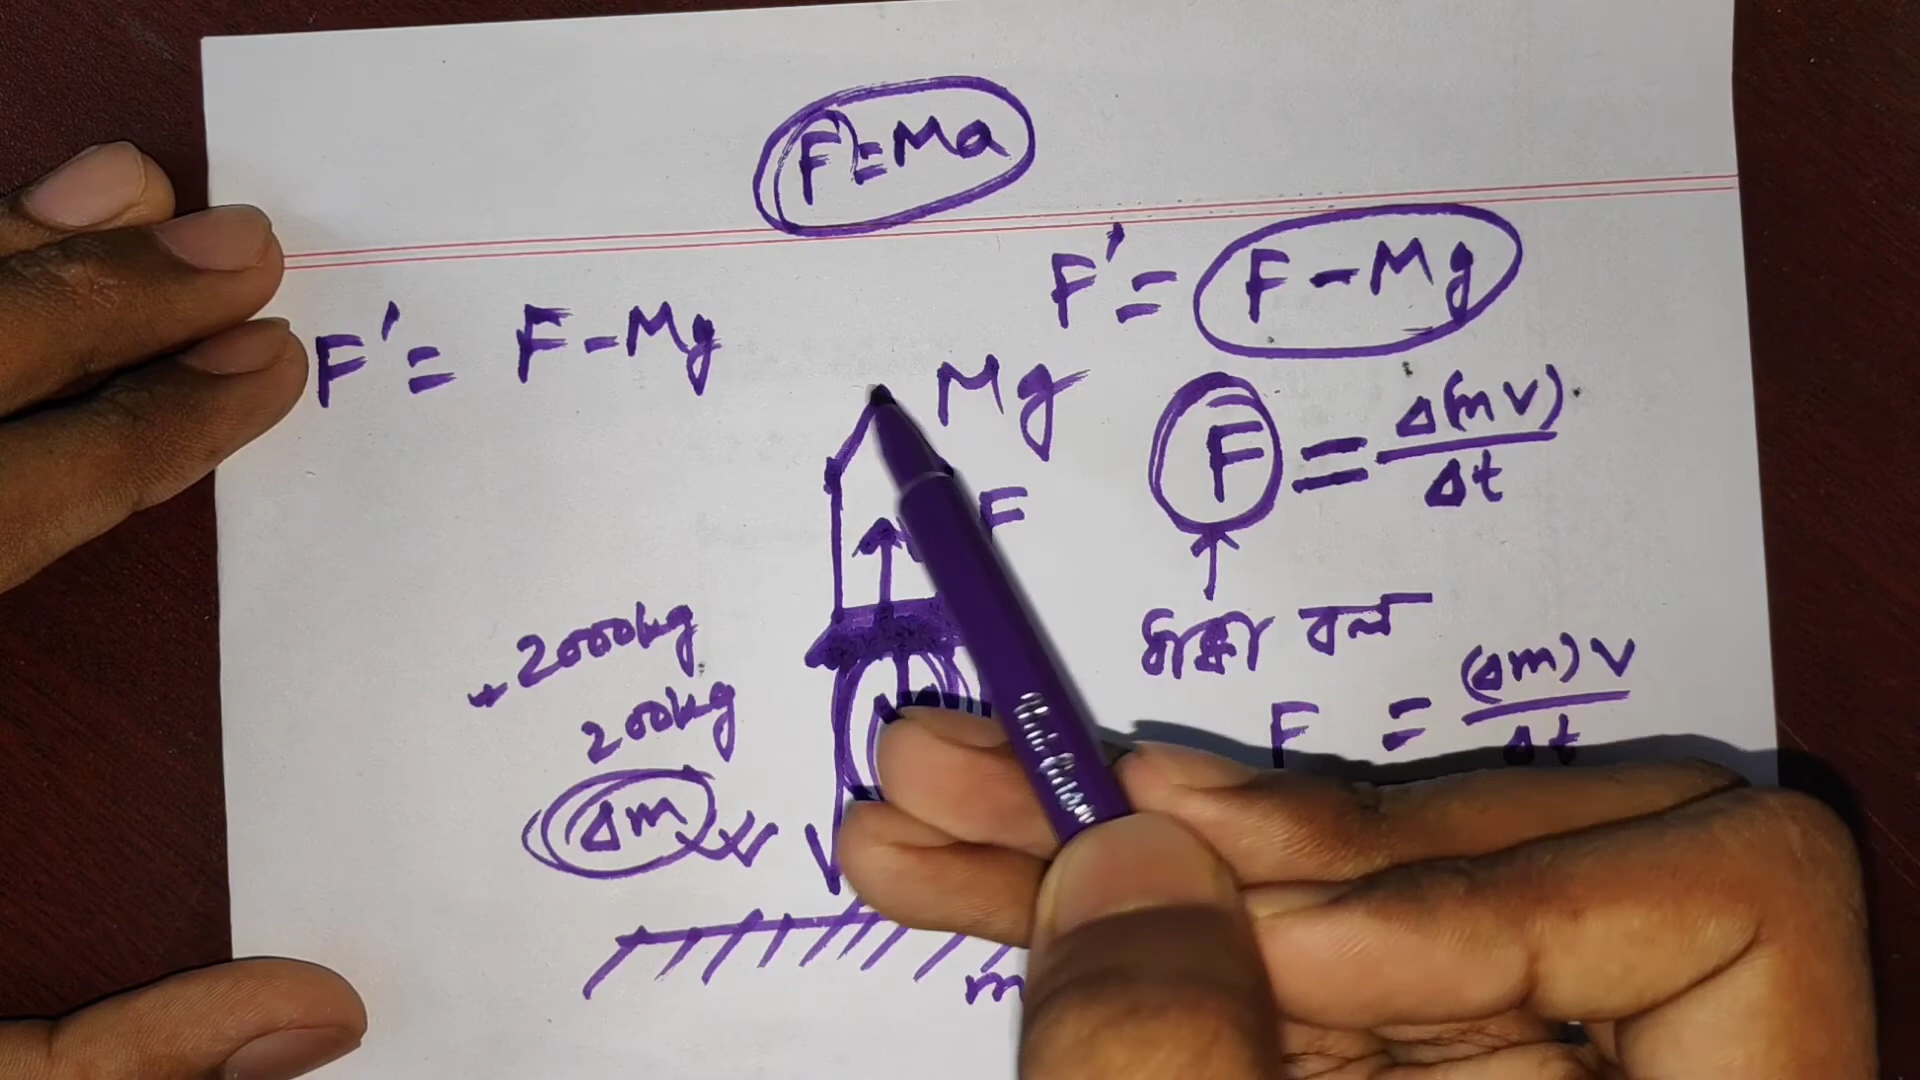 F' = Ma
F' = F - Mg
F' = F - Mg
Mg
F = Δ(mv) / Δt
F
ধাক্কা বল
2000kg
200kg
F = (Δm)v / Δt
Δm
m